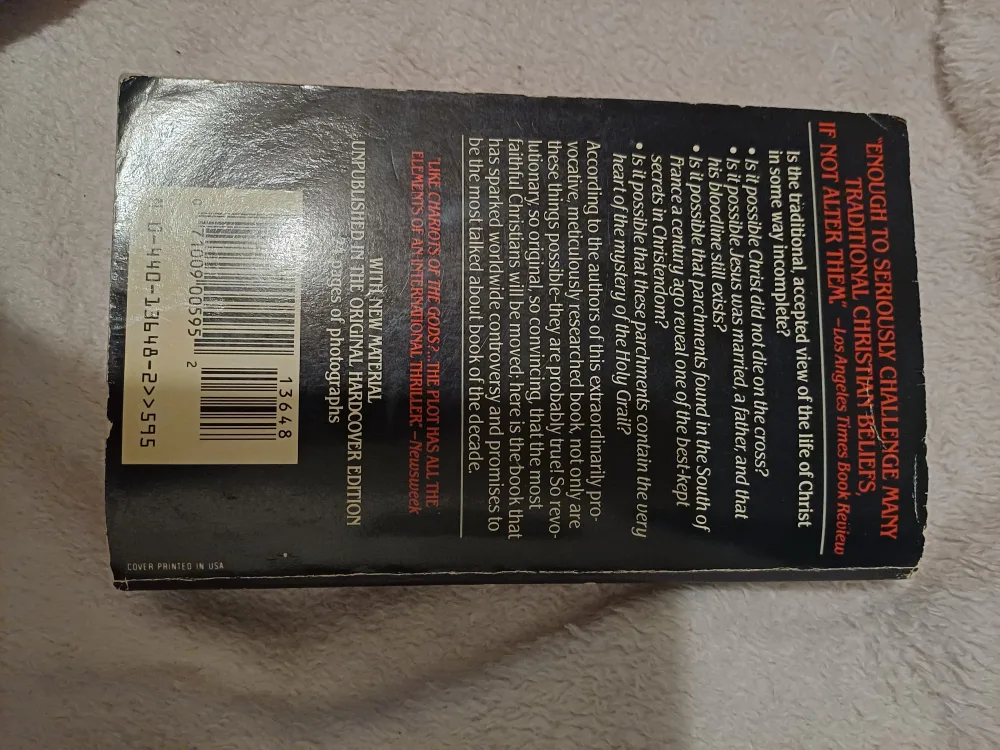 "ENOUGH TO SERIOUSLY CHALLENGE MANY
TRADITIONAL CHRISTIAN BELIEFS,
IF NOT ALTER THEM." –Los Angeles Times Book Review
Is the traditional, accepted view of the life of Christ
in some way incomplete?
• Is it possible Christ did not die on the cross?
• Is it possible Jesus was married, a father, and that
his bloodline still exists?
• Is it possible that parchments found in the South of
France a century ago reveal one of the best-kept
secrets in Christendom?
• Is it possible that these parchments contain the very
heart of the mystery of the Holy Grail?
According to the authors of this extraordinarily pro-
vocative, meticulously researched book, not only are
these things possible–they are probably true! So revo-
lutionary, so original, so convincing, that the most
faithful Christians will be moved; here is the book that
has sparked worldwide controversy and promises to
be the most talked about book of the decade.
"LIKE CHARIOTS OF THE GODS?...THE PLOT HAS ALL THE
ELEMENTS OF AN INTERNATIONAL THRILLER." –Newsweek
WITH NEW MATERIAL
UNPUBLISHED IN THE ORIGINAL HARDCOVER EDITION
pages of photographs
13648
0 71009 00595 2
0-440-13648-2>>595
COVER PRINTED IN USA